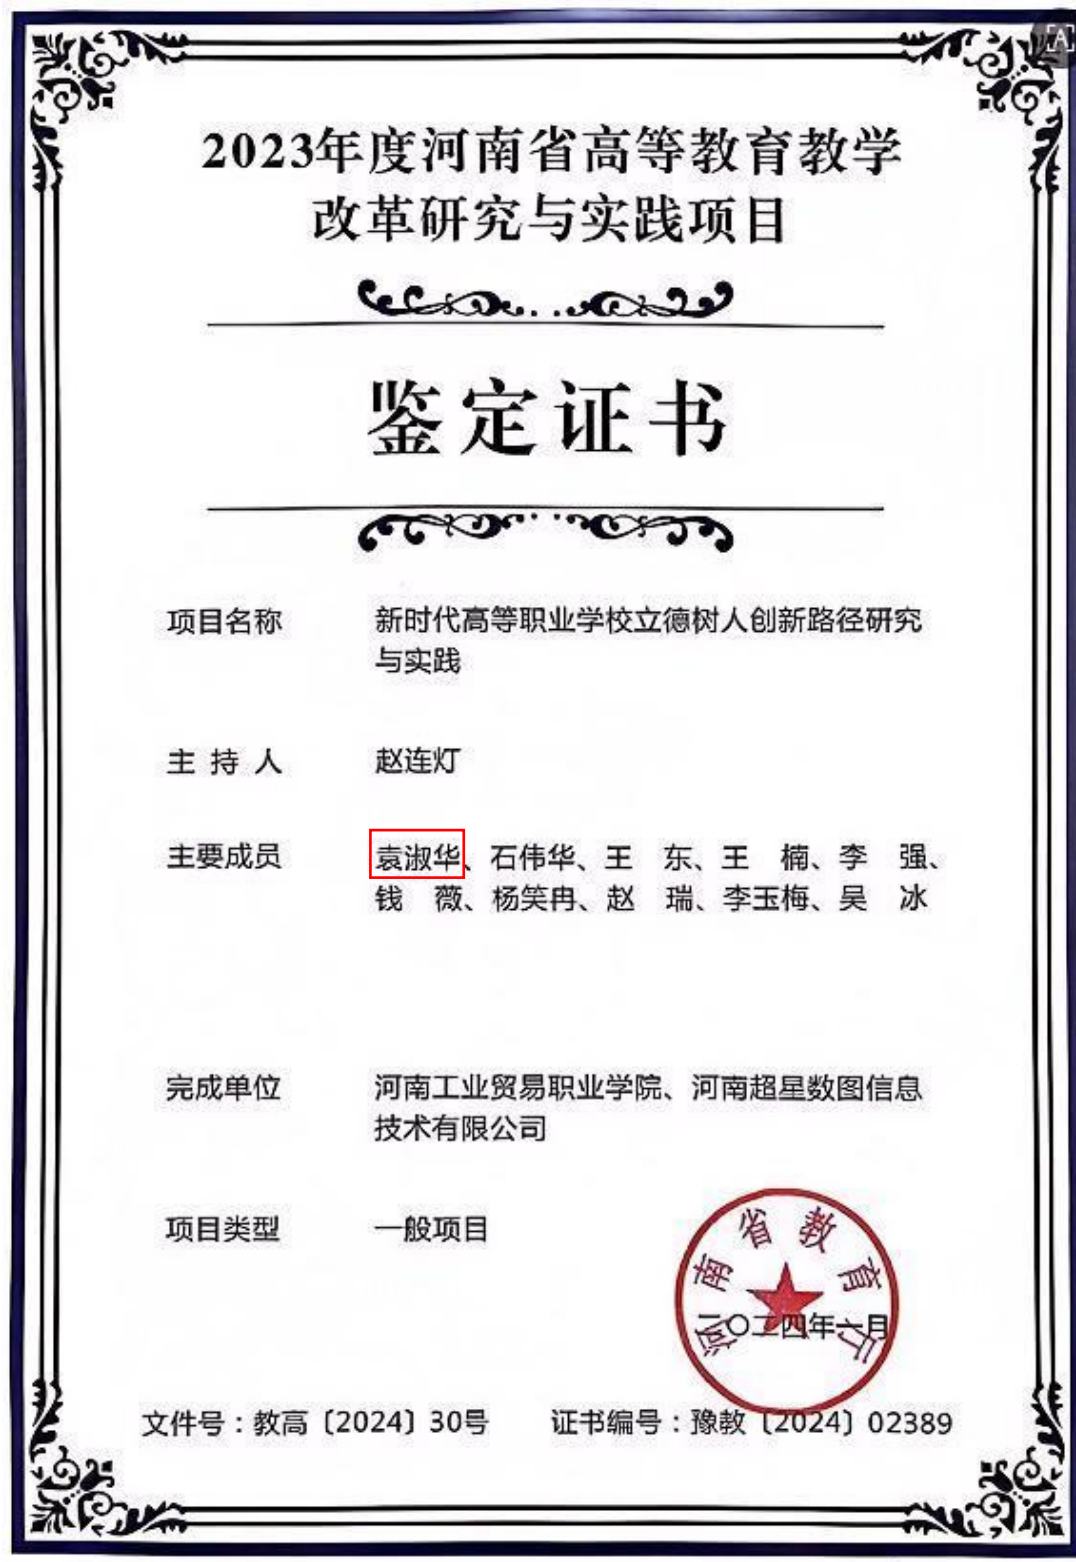 2023年度河南省高等教育教学
改革研究与实践项目
鉴定证书
项目名称 新时代高等职业学校立德树人创新路径研究
与实践
主 持 人 赵连灯
主要成员 袁淑华、石伟华、王　东、王　楠、李　强、
钱　薇、杨笑冉、赵　瑞、李玉梅、吴　冰
完成单位 河南工业贸易职业学院、河南超星数图信息
技术有限公司
项目类型 一般项目
河南省教育厅
二〇二四年一月
文件号：教高〔2024〕30号 证书编号：豫教〔2024〕02389